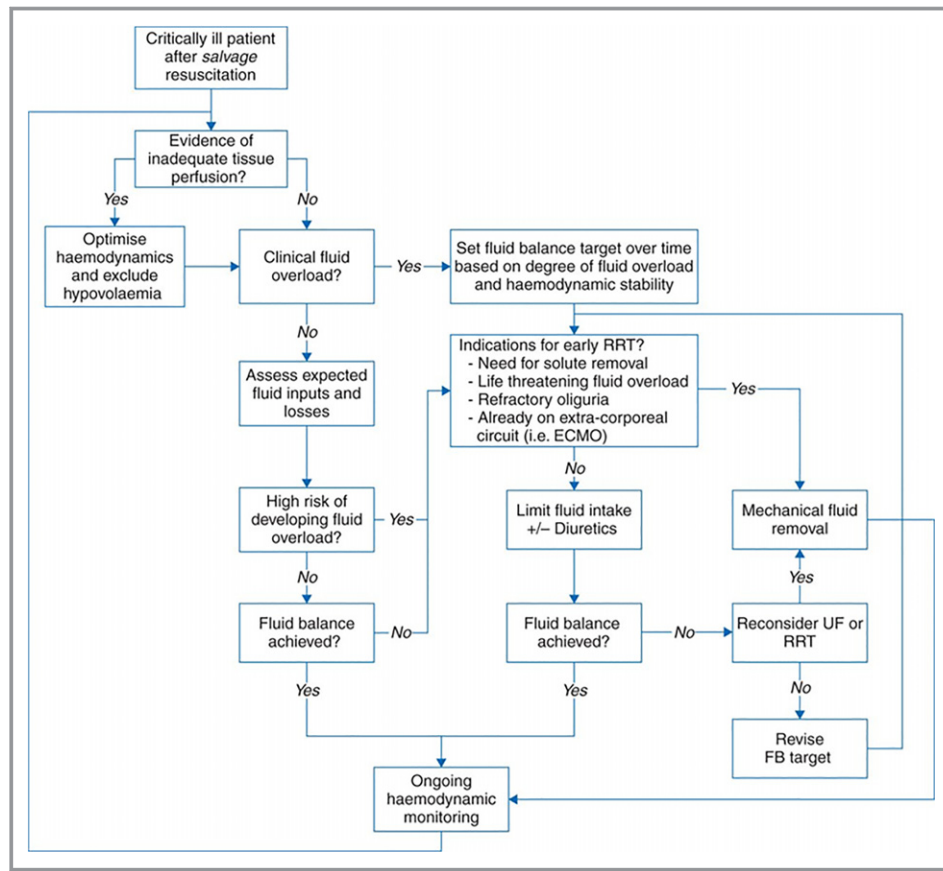 Critically ill patient
after salvage
resuscitation
Evidence of
inadequate tissue
perfusion?
Yes
No
Optimise
haemodynamics
and exclude
hypovolaemia
Clinical fluid
overload?
Yes
Set fluid balance target over time
based on degree of fluid overload
and haemodynamic stability
No
Assess expected
fluid inputs and
losses
Indications for early RRT?
- Need for solute removal
- Life threatening fluid overload
- Refractory oliguria
- Already on extra-corporeal
circuit (i.e. ECMO)
Yes
No
High risk of
developing fluid
overload?
Yes
Limit fluid intake
+/– Diuretics
Mechanical fluid
removal
No
Yes
Fluid balance
achieved?
No
Fluid balance
achieved?
No
Reconsider UF or
RRT
Yes
Yes
No
Revise
FB target
Ongoing
haemodynamic
monitoring